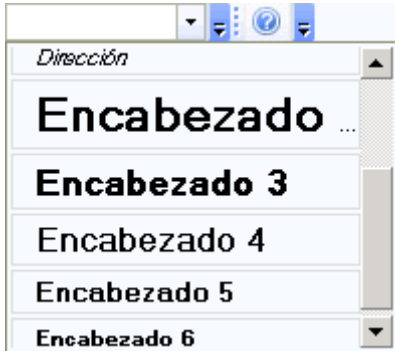 Dirección
Encabezado ...
Encabezado 3
Encabezado 4
Encabezado 5
Encabezado 6